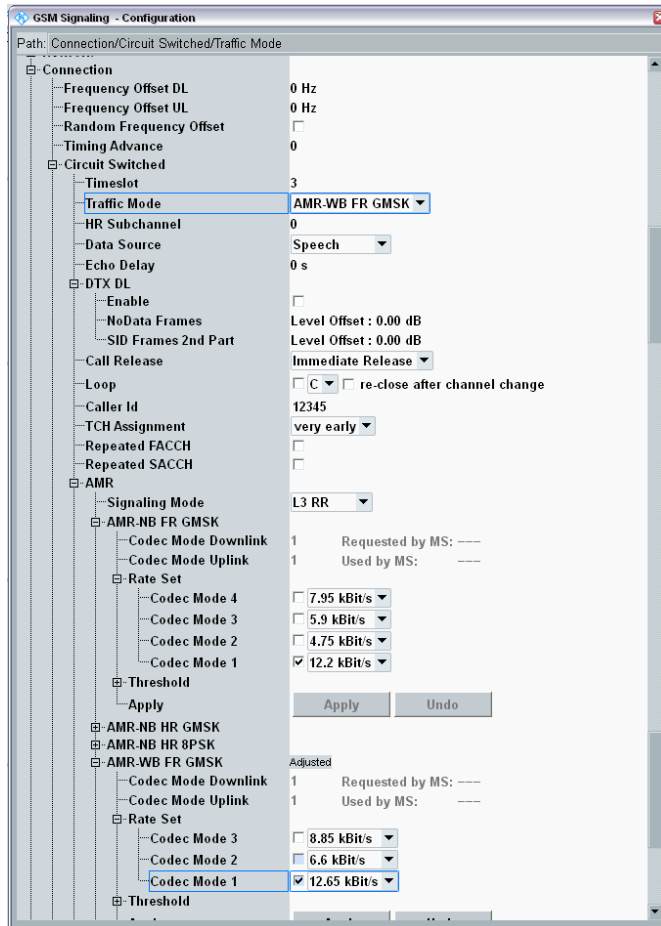 GSM Signaling - Configuration
Path: Connection/Circuit Switched/Traffic Mode
Connection
Frequency Offset DL 0 Hz
Frequency Offset UL 0 Hz
Random Frequency Offset
Timing Advance 0
Circuit Switched
Timeslot 3
Traffic Mode AMR-WB FR GMSK
HR Subchannel 0
Data Source Speech
Echo Delay 0 s
DTX DL
Enable
NoData Frames Level Offset : 0.00 dB
SID Frames 2nd Part Level Offset : 0.00 dB
Call Release Immediate Release
Loop C re-close after channel change
Caller Id 12345
TCH Assignment very early
Repeated FACCH
Repeated SACCH
AMR
Signaling Mode L3 RR
AMR-NB FR GMSK
Codec Mode Downlink 1 Requested by MS: ---
Codec Mode Uplink 1 Used by MS: ---
Rate Set
Codec Mode 4 7.95 kBit/s
Codec Mode 3 5.9 kBit/s
Codec Mode 2 4.75 kBit/s
Codec Mode 1 12.2 kBit/s
Threshold
Apply Apply Undo
AMR-NB HR GMSK
AMR-NB HR 8PSK
AMR-WB FR GMSK Adjusted
Codec Mode Downlink 1 Requested by MS: ---
Codec Mode Uplink 1 Used by MS: ---
Rate Set
Codec Mode 3 8.85 kBit/s
Codec Mode 2 6.6 kBit/s
Codec Mode 1 12.65 kBit/s
Threshold